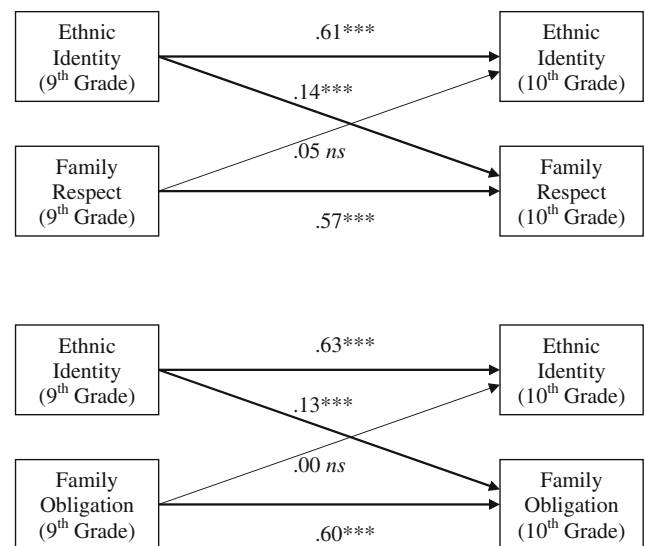 Ethnic
Identity
(9th Grade)
.61***
Ethnic
Identity
(10th Grade)
.14***
.05 ns
Family
Respect
(9th Grade)
.57***
Family
Respect
(10th Grade)
Ethnic
Identity
(9th Grade)
.63***
Ethnic
Identity
(10th Grade)
.13***
.00 ns
Family
Obligation
(9th Grade)
.60***
Family
Obligation
(10th Grade)